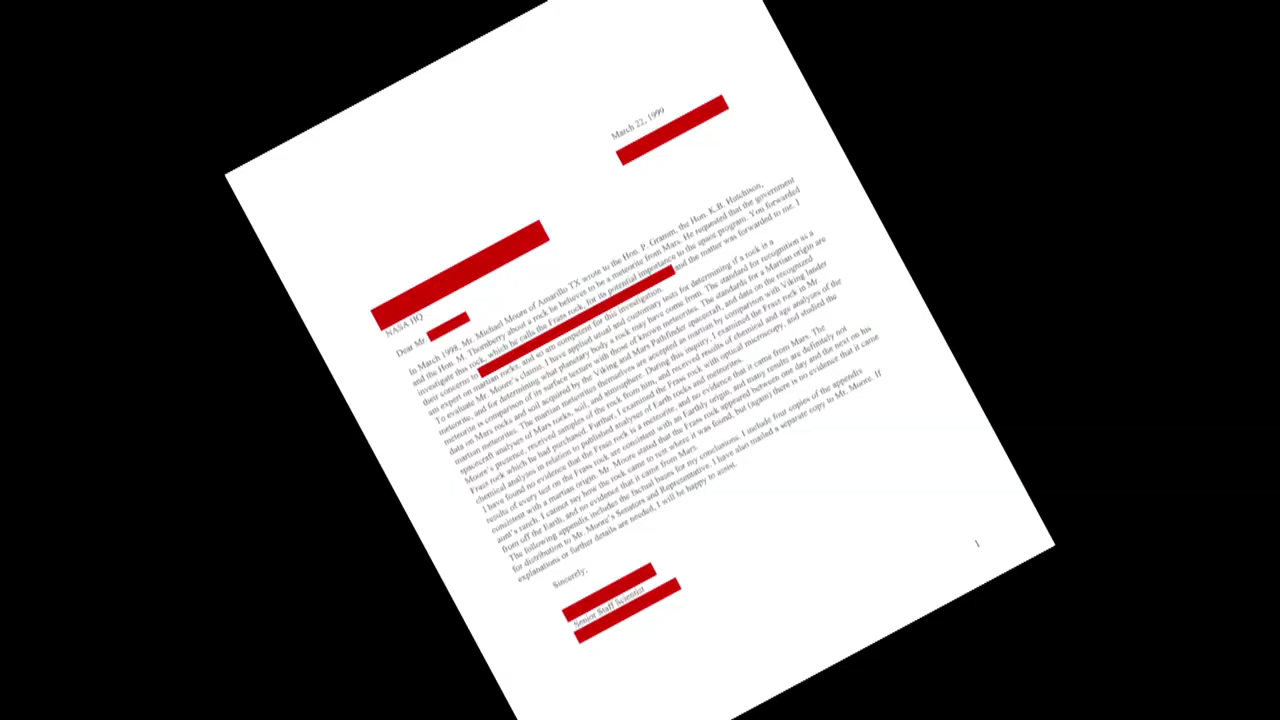 March 22, 1999
NASA HQ
Dear Mr.
In March 1998, Mr. Michael Moore of Amarillo TX wrote to the Hon. P. Gramm, the Hon. K.B. Hutchison,
and the Hon. M. Thornberry about a rock he believes to be a meteorite from Mars. He requested that the government
investigate this rock, which he calls the Frass rock, for its potential importance to the space program. You forwarded
their concerns to and the matter was forwarded to me. I
am expert on martian rocks, and so am competent for this investigation.
To evaluate Mr. Moore's claims, I have applied usual and customary tests for determining if a rock is a
meteorite, and for determining what planetary body a rock may have come from. The standard for recognition as a
meteorite is comparison of its surface texture with those of known meteorites. The standards for a Martian origin are
data on Mars rocks and soil acquired by the Viking and Mars Pathfinder spacecraft, and data on the recognized
martian meteorites. The martian meteorites themselves are accepted as martian by comparison with Viking lander
spacecraft analyses of Mars rocks, soil, and atmosphere. During this inquiry, I examined the Frass rock in Mr.
Moore's presence, received samples of the rock from him, and received results of chemical and age analyses of the
Frass rock which he had purchased. Further, I examined the Frass rock with optical microscopy, and studied the
chemical analyses in relation to published analyses of Earth rocks and meteorites.
I have found no evidence that the Frass rock is a meteorite, and no evidence that it came from Mars. The
results of every test on the Frass rock are consistent with an Earthly origin, and many results are definitely not
consistent with a martian origin. Mr. Moore stated that the Frass rock appeared between one day and the next on his
aunt's ranch. I cannot say how the rock came to rest where it was found, but (again) there is no evidence that it came
from off the Earth, and no evidence that it came from Mars.
The following appendix includes the factual bases for my conclusions. I include four copies of the appendix
for distribution to Mr. Moore's Senators and Representative. I have also mailed a separate copy to Mr. Moore. If
explanations or further details are needed, I will be happy to assist.
Sincerely,
Senior Staff Scientist
1